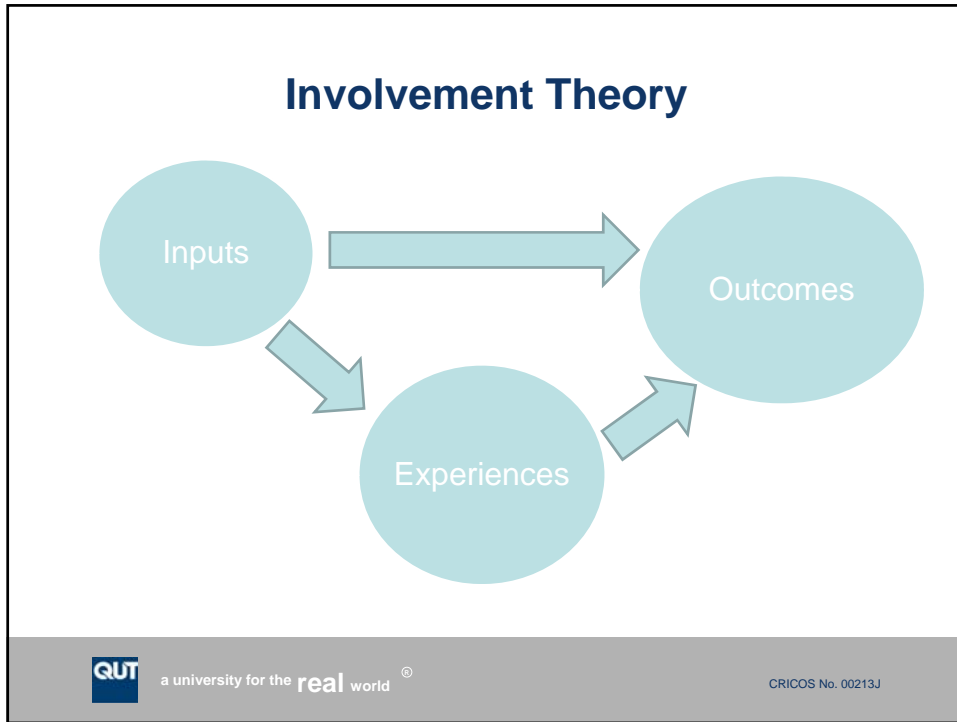 Involvement Theory
Inputs
Outcomes
Experiences
QUT
a university for the real world ®
CRICOS No. 00213J